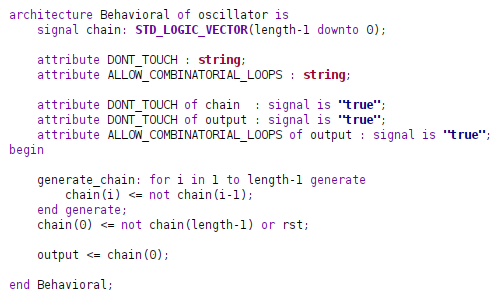 architecture Behavioral of oscillator is
    signal chain: STD_LOGIC_VECTOR(length-1 downto 0);

    attribute DONT_TOUCH : string;
    attribute ALLOW_COMBINATORIAL_LOOPS : string;

    attribute DONT_TOUCH of chain  : signal is "true";
    attribute DONT_TOUCH of output : signal is "true";
    attribute ALLOW_COMBINATORIAL_LOOPS of output : signal is "true";
begin

    generate_chain: for i in 1 to length-1 generate
        chain(i) <= not chain(i-1);
    end generate;
    chain(0) <= not chain(length-1) or rst;

    output <= chain(0);

end Behavioral;